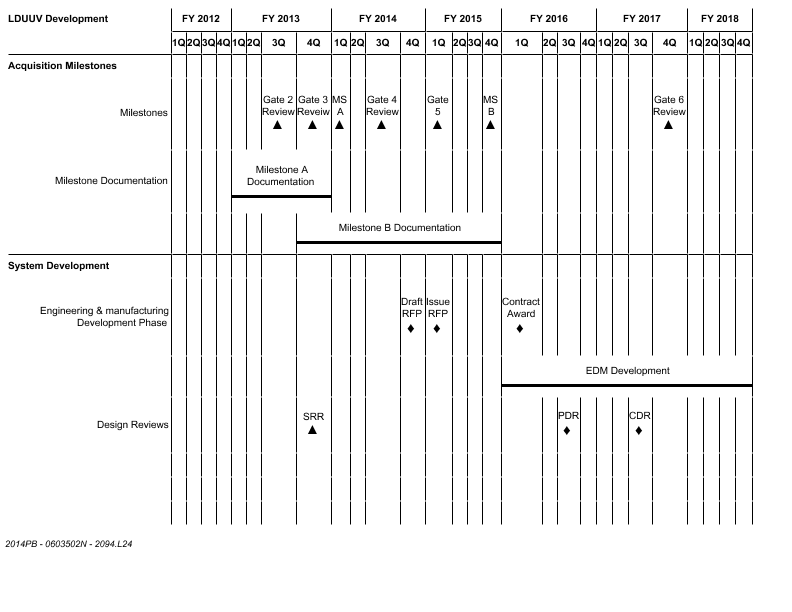 LDUUV Development FY 2012 FY 2013 FY 2014 FY 2015 FY 2016 FY 2017 FY 2018
1Q 2Q 3Q 4Q 1Q 2Q 3Q 4Q 1Q 2Q 3Q 4Q 1Q 2Q 3Q 4Q 1Q 2Q 3Q 4Q 1Q 2Q 3Q 4Q 1Q 2Q 3Q 4Q
Acquisition Milestones
Gate 2 Gate 3 MS Gate 4 Gate MS Gate 6
Milestones Review Reveiw A Review 5 B Review
Milestone A
Milestone Documentation Documentation
Milestone B Documentation
System Development
Draft Issue Contract
Engineering & manufacturing RFP RFP Award
Development Phase
EDM Development
SRR PDR CDR
Design Reviews
2014PB - 0603502N - 2094.L24